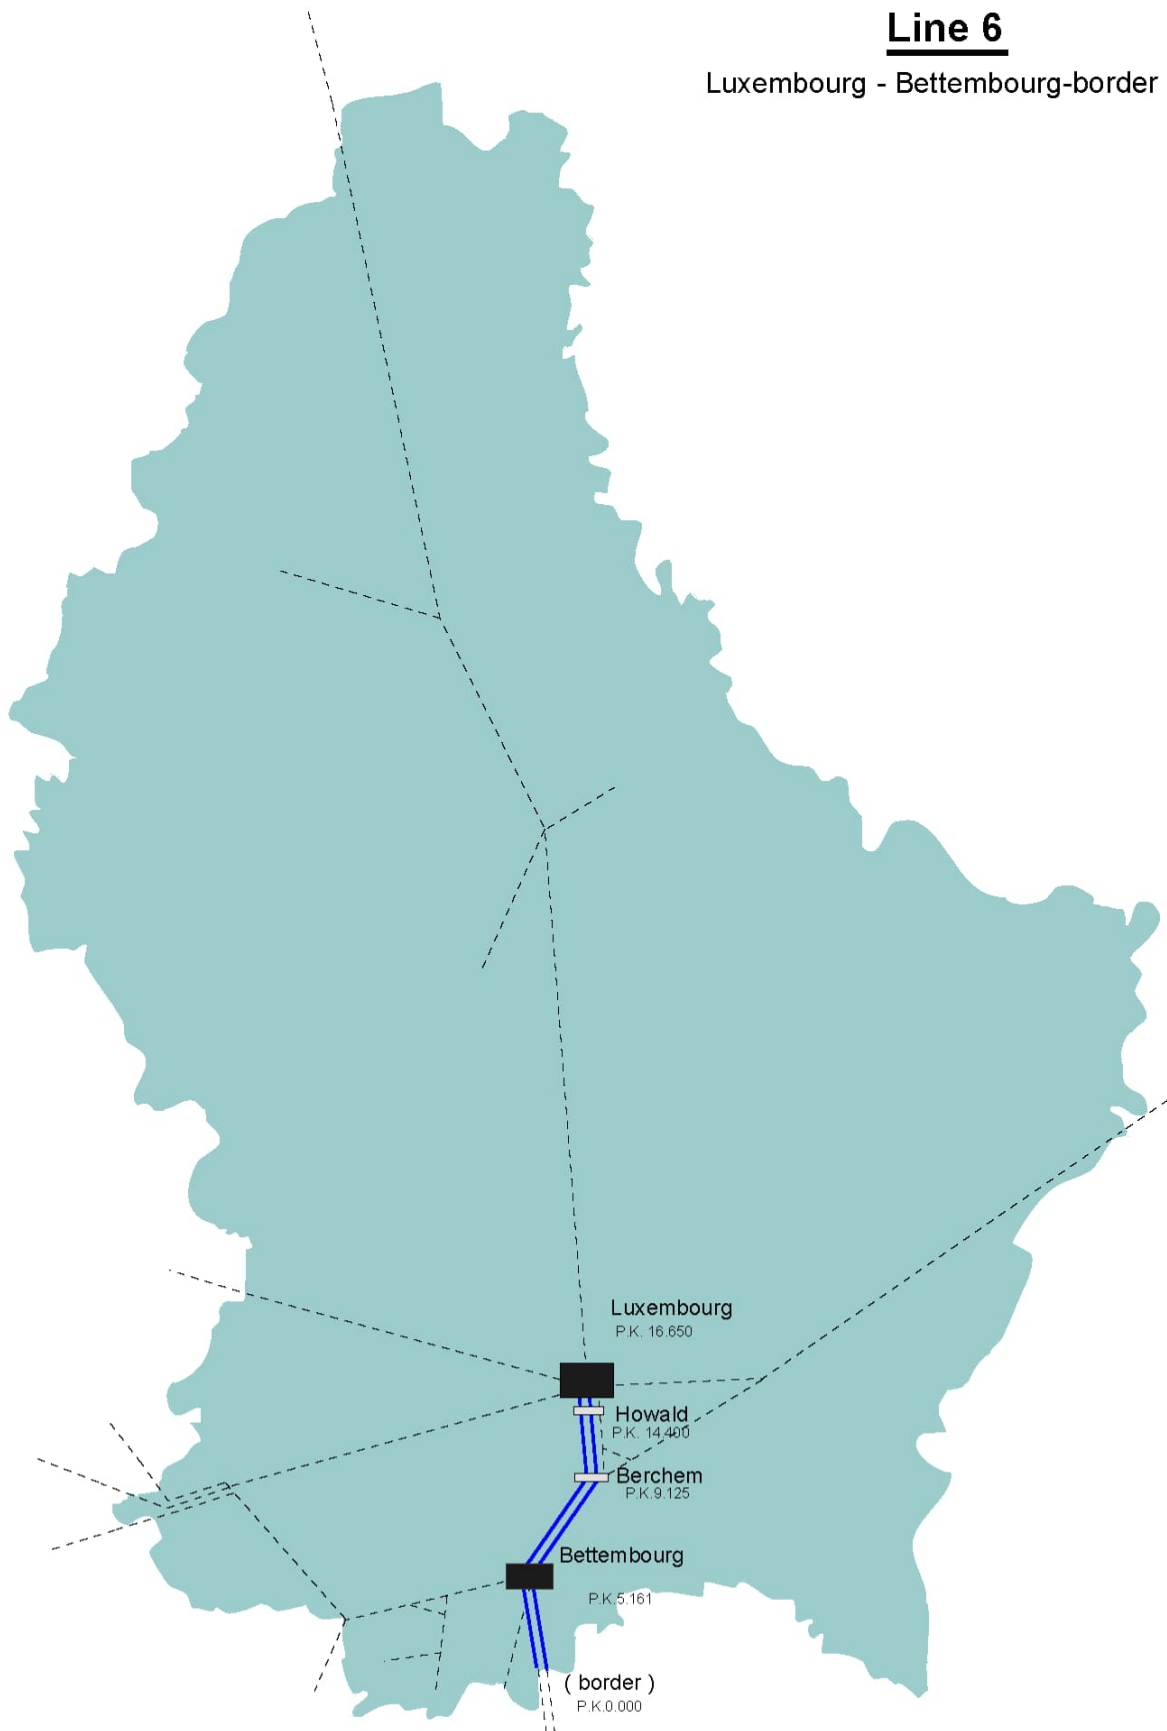 Line 6
Luxembourg - Bettembourg-border
Luxembourg
P.K. 16.650
Howald
P.K. 14.400
Berchem
P.K.9.125
Bettembourg
P.K.5.161
( border )
P.K.0.000